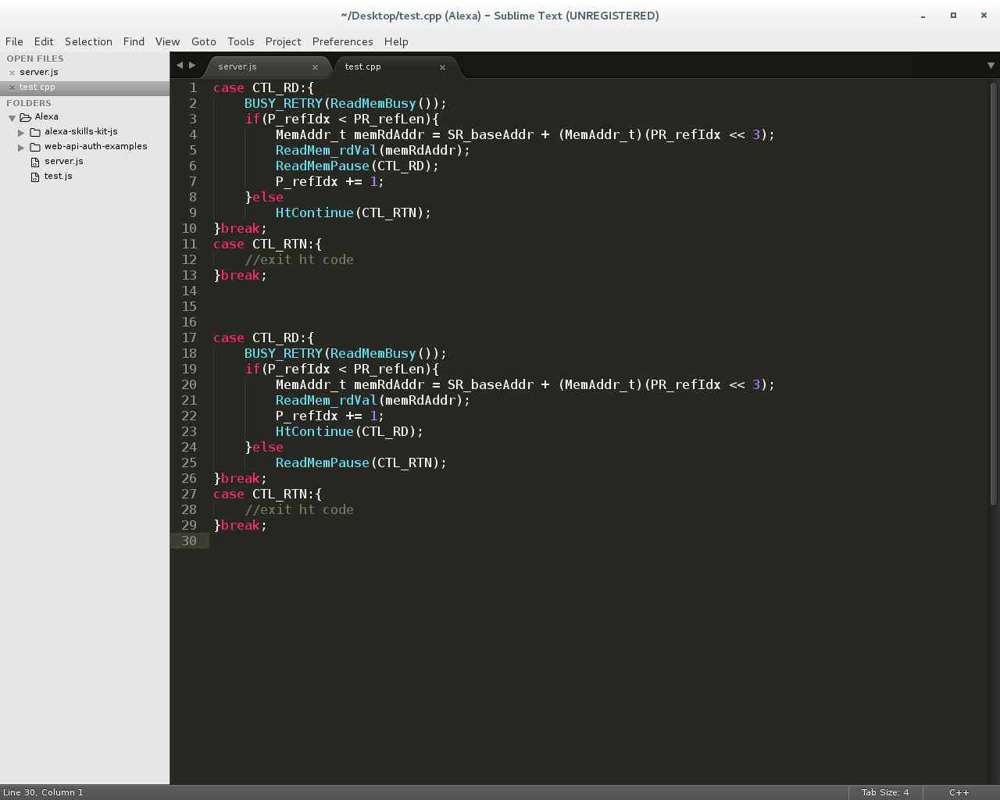 ~/Desktop/test.cpp (Alexa) – Sublime Text (UNREGISTERED)
File Edit Selection Find View Goto Tools Project Preferences Help
OPEN FILES
server.js
test.cpp
FOLDERS
Alexa
alexa-skills-kit-js
web-api-auth-examples
server.js
test.js
server.js test.cpp
1 case CTL_RD:{
2     BUSY_RETRY(ReadMemBusy());
3     if(P_refIdx < PR_refLen){
4         MemAddr_t memRdAddr = SR_baseAddr + (MemAddr_t)(PR_refIdx << 3);
5         ReadMem_rdVal(memRdAddr);
6         ReadMemPause(CTL_RD);
7         P_refIdx += 1;
8     }else
9         HtContinue(CTL_RTN);
10 }break;
11 case CTL_RTN:{
12     //exit ht code
13 }break;
14
15
16
17 case CTL_RD:{
18     BUSY_RETRY(ReadMemBusy());
19     if(P_refIdx < PR_refLen){
20         MemAddr_t memRdAddr = SR_baseAddr + (MemAddr_t)(PR_refIdx << 3);
21         ReadMem_rdVal(memRdAddr);
22         P_refIdx += 1;
23         HtContinue(CTL_RD);
24     }else
25         ReadMemPause(CTL_RTN);
26 }break;
27 case CTL_RTN:{
28     //exit ht code
29 }break;
30
Line 30, Column 1
Tab Size: 4
C++